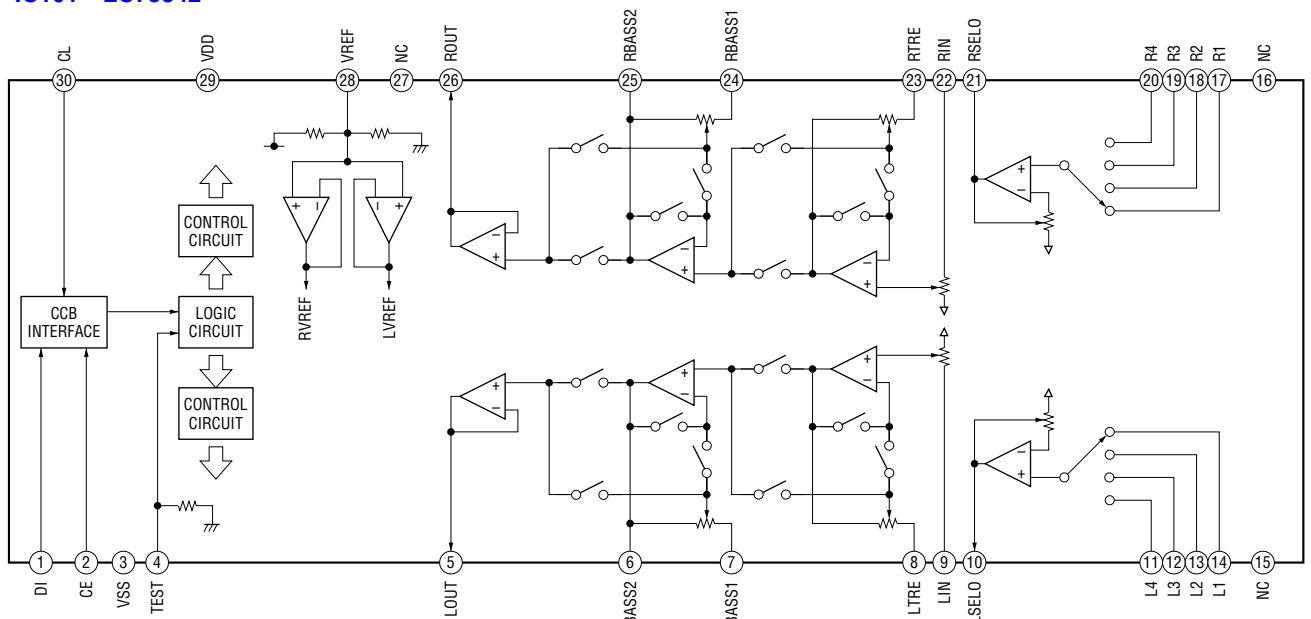 CL
VDD
VREF
NC
ROUT
RBASS2
RBASS1
RTRE
RIN
RSELO
R4
R3
R2
R1
NC
30
29
28
27
26
25
24
23
22
21
20
19
18
17
16
CONTROL
CIRCUIT
CCB
INTERFACE
LOGIC
CIRCUIT
CONTROL
CIRCUIT
+ −
− +
RVREF
LVREF
−
+
−
+
−
+
+
−
+
−
+
−
+
−
−
+
1
2
3
4
5
6
7
8
9
10
11
12
13
14
15
DI
CE
VSS
TEST
LOUT
BASS2
BASS1
LTRE
LIN
LSELO
L4
L3
L2
L1
NC